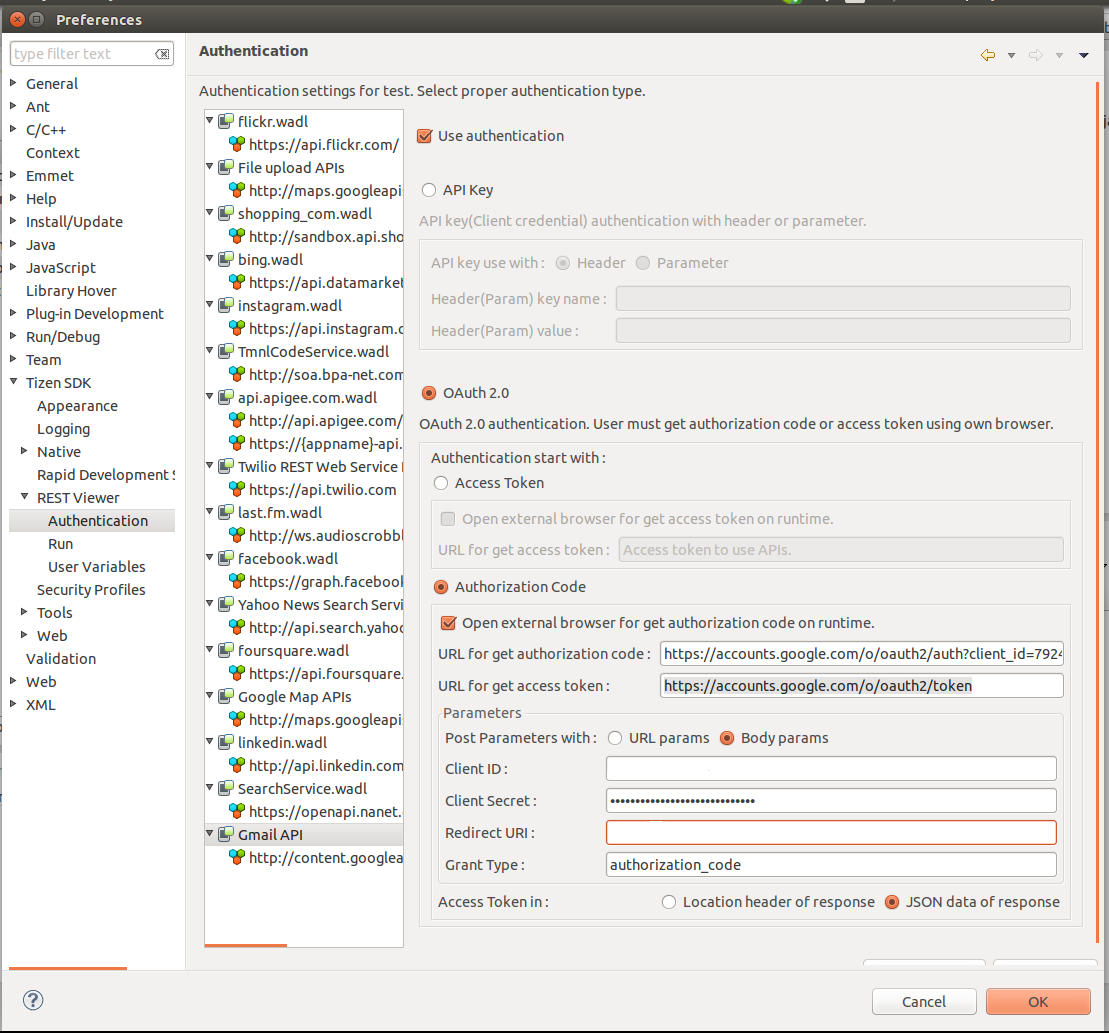 Preferences
type filter text
General
Ant
C/C++
Context
Emmet
Help
Install/Update
Java
JavaScript
Library Hover
Plug-in Development
Run/Debug
Team
Tizen SDK
Appearance
Logging
Native
Rapid Development S
REST Viewer
Authentication
Run
User Variables
Security Profiles
Tools
Web
Validation
Web
XML
Authentication
Authentication settings for test. Select proper authentication type.
flickr.wadl
https://api.flickr.com/
File upload APIs
http://maps.googleapi
shopping_com.wadl
http://sandbox.api.sho
bing.wadl
https://api.datamarket
instagram.wadl
https://api.instagram.c
TmnlCodeService.wadl
http://soa.bpa-net.com
api.apigee.com.wadl
https://api.apigee.com/
https://{appname}-api.
Twilio REST Web Service
https://api.twilio.com
last.fm.wadl
http://ws.audioscrobbl
facebook.wadl
https://graph.facebook
Yahoo News Search Servi
http://api.search.yahoo
foursquare.wadl
https://api.foursquare.
Google Map APIs
http://maps.googleapi
linkedin.wadl
http://api.linkedin.com
SearchService.wadl
https://openapi.nanet.
Gmail API
http://content.googlea
Use authentication
API Key
API key(Client credential) authentication with header or parameter.
API key use with : Header Parameter
Header(Param) key name :
Header(Param) value :
OAuth 2.0
OAuth 2.0 authentication. User must get authorization code or access token using own browser.
Authentication start with :
Access Token
Open external browser for get access token on runtime.
URL for get access token : Access token to use APIs.
Authorization Code
Open external browser for get authorization code on runtime.
URL for get authorization code : https://accounts.google.com/o/oauth2/auth?client_id=7924
URL for get access token : https://accounts.google.com/o/oauth2/token
Parameters
Post Parameters with : URL params Body params
Client ID :
Client Secret : •••••••••••••••••••••••••••••
Redirect URI :
Grant Type : authorization_code
Access Token in : Location header of response JSON data of response
Cancel OK